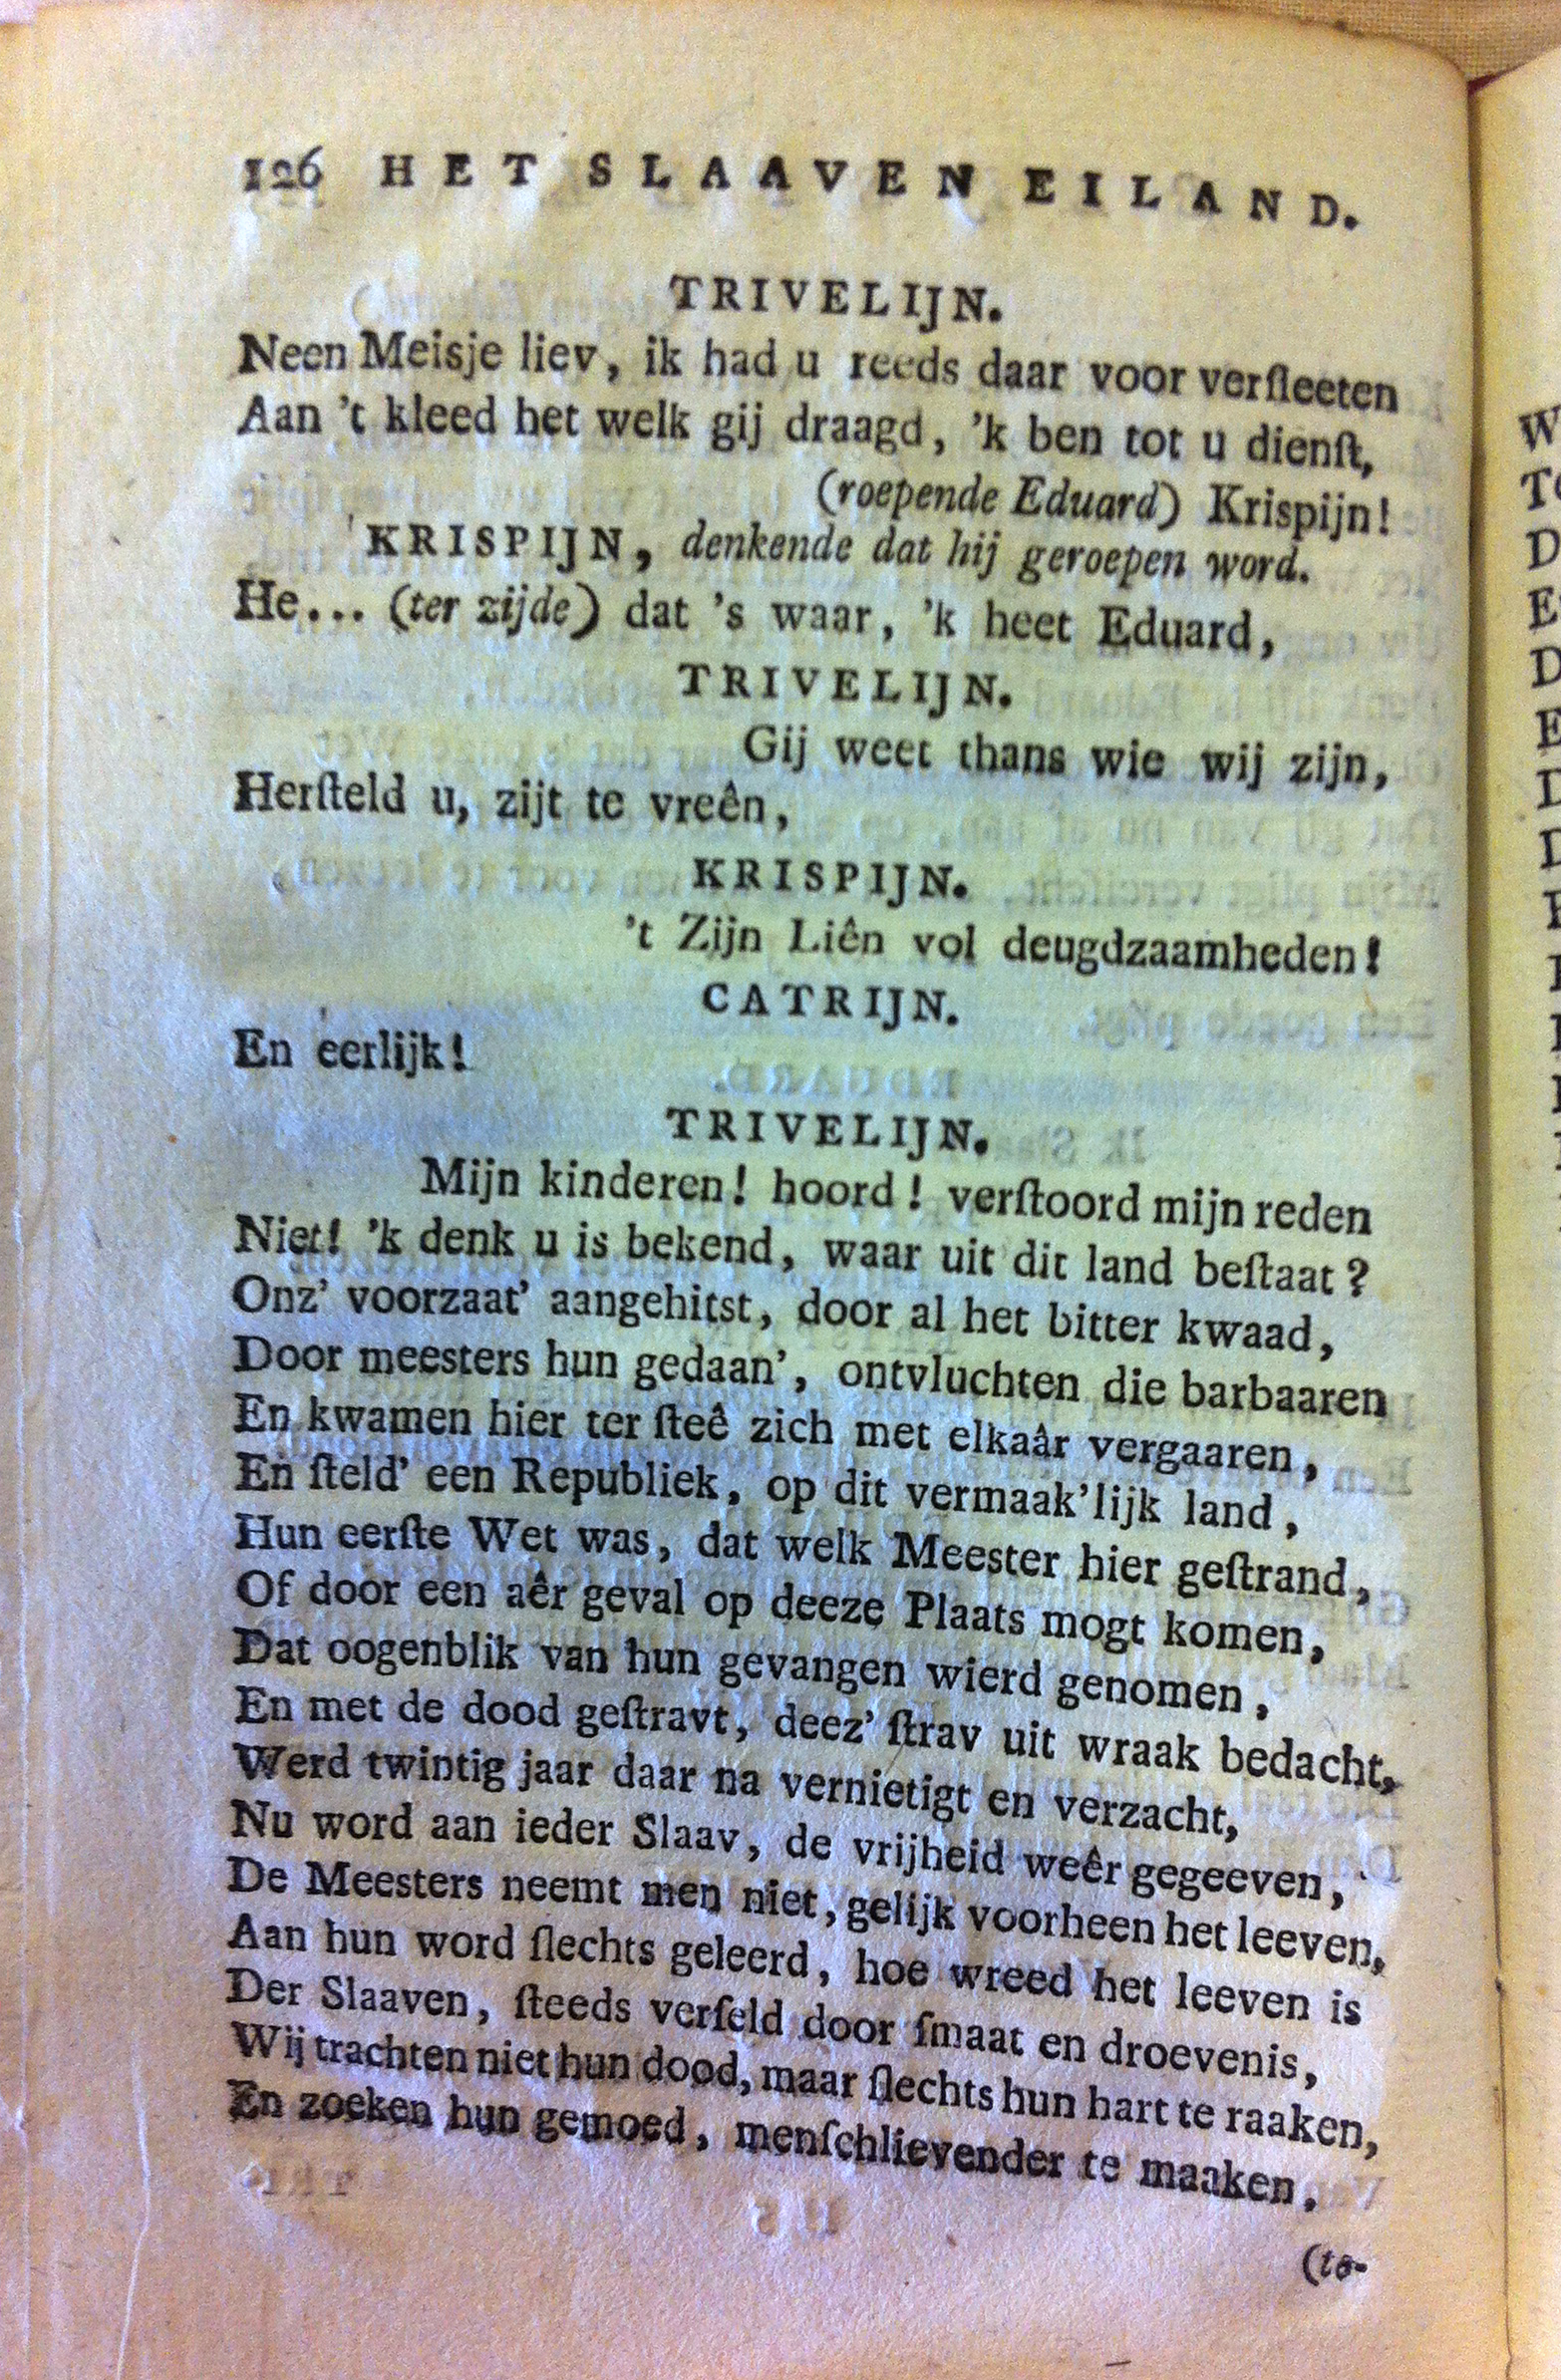 126 HET SLAAVEN EILAND.
TRIVELIJN.
Neen Meisje liev, ik had u reeds daar voor verſleeten
Aan 't kleed het welk gij draagd, 'k ben tot u dienſt,
(roepende Eduard) Krispijn!
KRISPIJN, denkende dat hij geroepen word.
He... (ter zijde) dat 's waar, 'k heet Eduard,
TRIVELIJN.
Gij weet thans wie wij zijn,
Herſteld u, zijt te vreên,
KRISPIJN.
't Zijn Liên vol deugdzaamheden!
CATRIJN.
En eerlijk!
TRIVELIJN.
Mijn kinderen! hoord! verſtoord mijn reden
Niet! 'k denk u is bekend, waar uit dit land beſtaat?
Onz' voorzaat' aangehitst, door al het bitter kwaad,
Door meesters hun gedaan', ontvluchten die barbaaren
En kwamen hier ter ſteê zich met elkaâr vergaaren,
En ſteld' een Republiek, op dit vermaak'lijk land,
Hun eerſte Wet was, dat welk Meester hier geſtrand,
Of door een aêr geval op deeze Plaats mogt komen,
Dat oogenblik van hun gevangen wierd genomen,
En met de dood geſtravt, deez' ſtrav uit wraak bedacht,
Werd twintig jaar daar na vernietigt en verzacht,
Nu word aan ieder Slaav, de vrijheid weêr gegeeven,
De Meesters neemt men niet, gelijk voorheen het leeven,
Aan hun word ſlechts geleerd, hoe wreed het leeven is
Der Slaaven, ſteeds verſeld door ſmaat en droevenis,
Wij trachten niet hun dood, maar ſlechts hun hart te raaken,
En zoeken hun gemoed, menſchlievender te maaken.
(to-
W
D
D
E
D